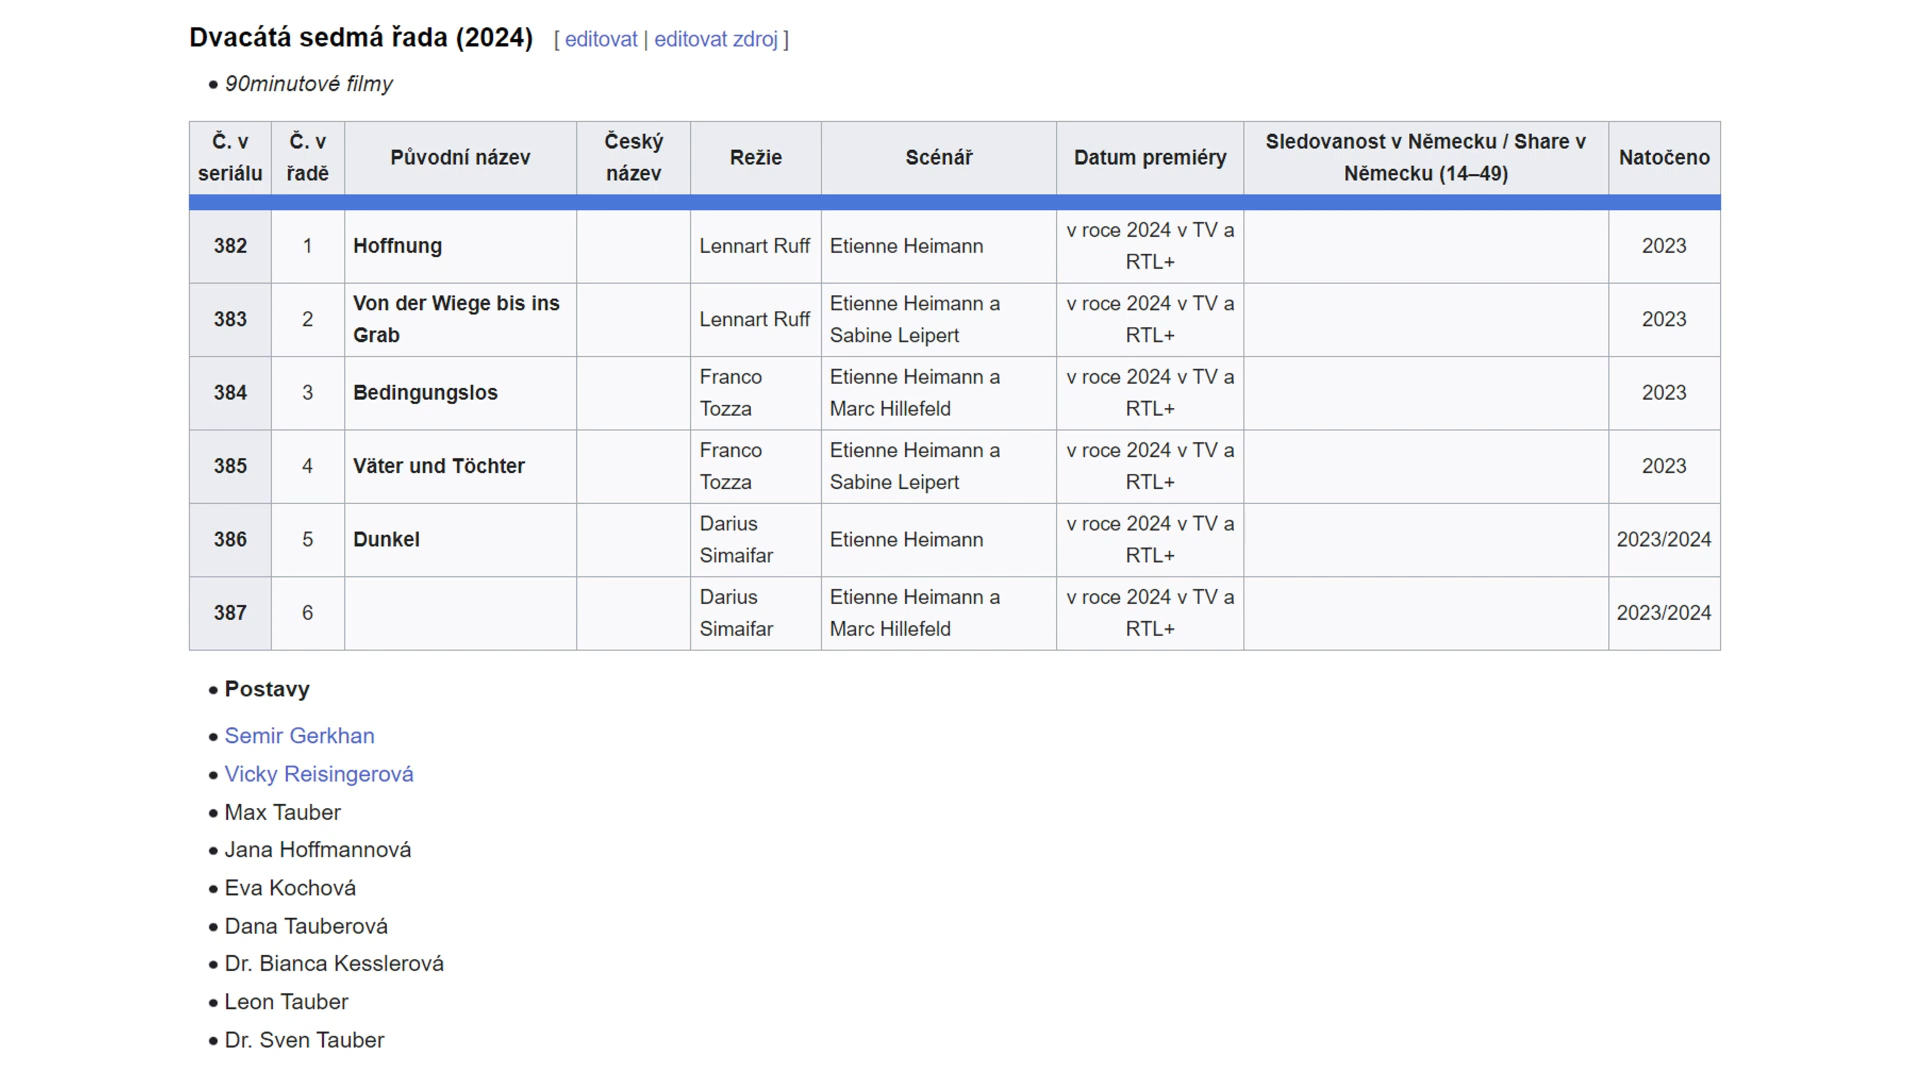 Dvacátá sedmá řada (2024) [ editovat | editovat zdroj ]
• 90minutové filmy
Č. v seriálu Č. v řadě Původní název Český název Režie Scénář Datum premiéry Sledovanost v Německu / Share v Německu (14–49) Natočeno
382 1 Hoffnung Lennart Ruff Etienne Heimann v roce 2024 v TV a RTL+ 2023
383 2 Von der Wiege bis ins Grab Lennart Ruff Etienne Heimann a Sabine Leipert v roce 2024 v TV a RTL+ 2023
384 3 Bedingungslos Franco Tozza Etienne Heimann a Marc Hillefeld v roce 2024 v TV a RTL+ 2023
385 4 Väter und Töchter Franco Tozza Etienne Heimann a Sabine Leipert v roce 2024 v TV a RTL+ 2023
386 5 Dunkel Darius Simaifar Etienne Heimann v roce 2024 v TV a RTL+ 2023/2024
387 6 Darius Simaifar Etienne Heimann a Marc Hillefeld v roce 2024 v TV a RTL+ 2023/2024
• Postavy
• Semir Gerkhan
• Vicky Reisingerová
• Max Tauber
• Jana Hoffmannová
• Eva Kochová
• Dana Tauberová
• Dr. Bianca Kesslerová
• Leon Tauber
• Dr. Sven Tauber